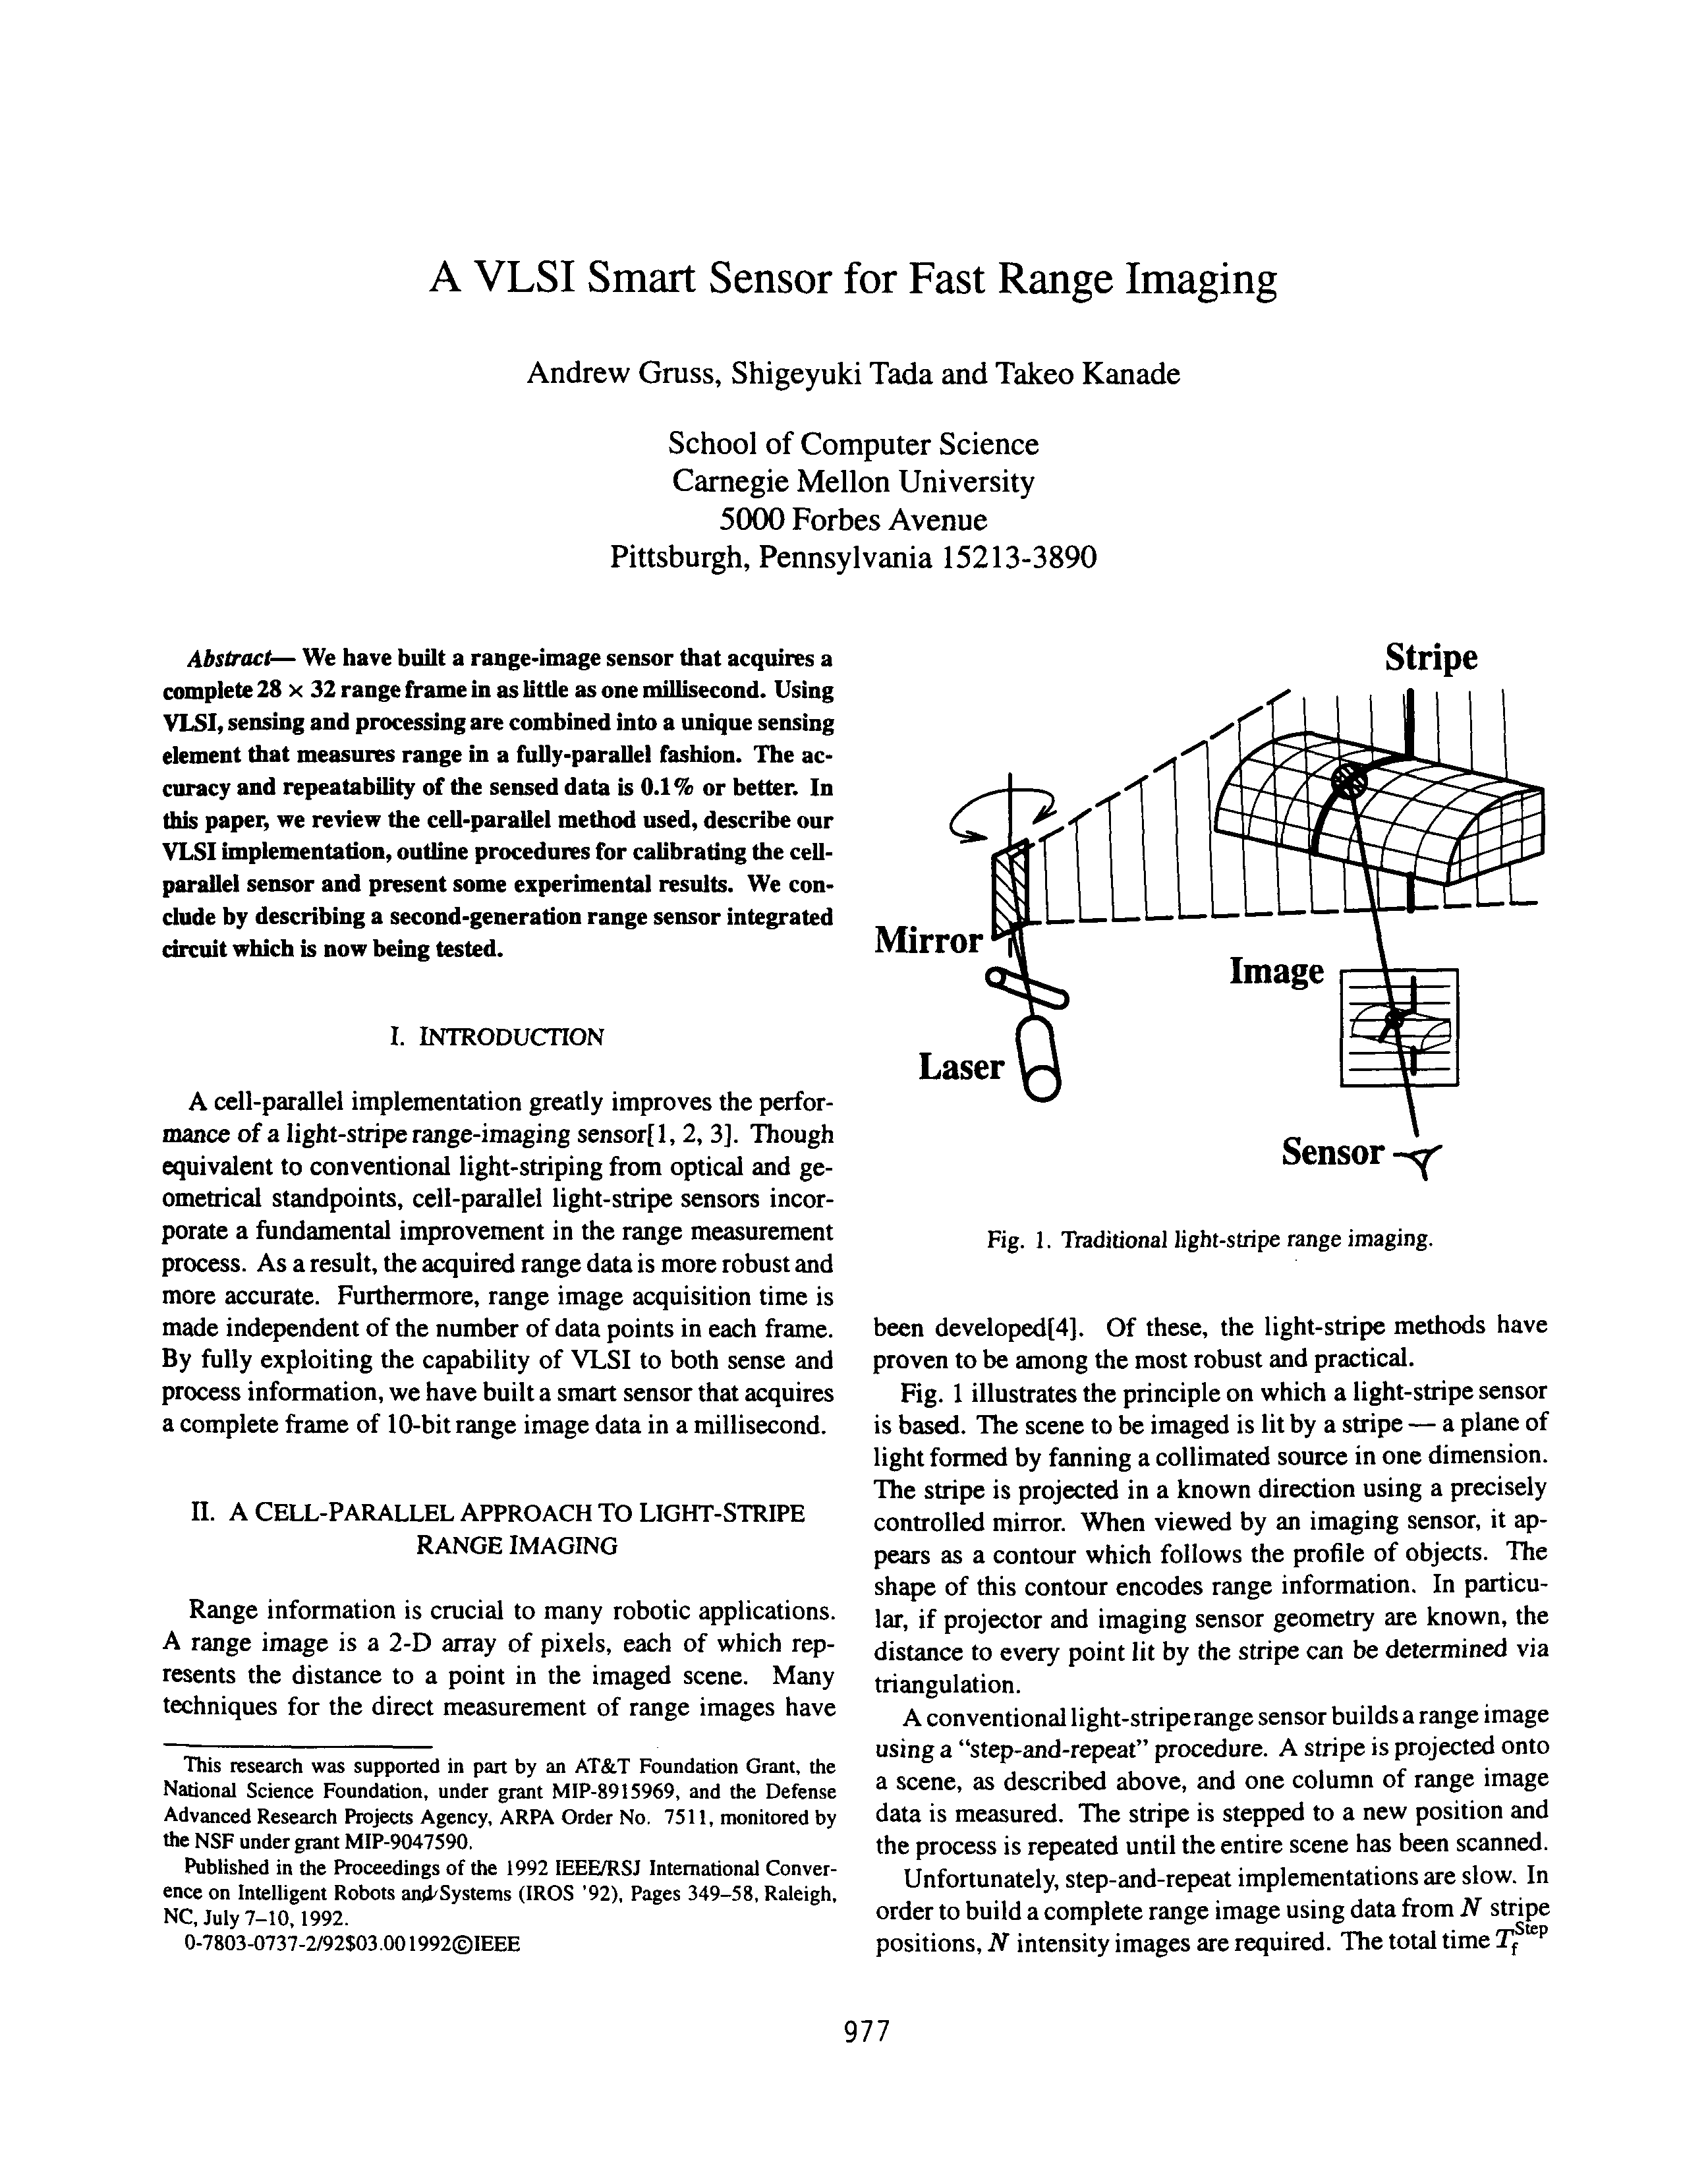 A VLSI Smart Sensor for Fast Range Imaging
Andrew Gruss, Shigeyuki Tada and Takeo Kanade
School of Computer Science
Carnegie Mellon University
5000 Forbes Avenue
Pittsburgh, Pennsylvania 15213-3890
Abstract— We have built a range-image sensor that acquires a
complete 28 × 32 range frame in as little as one millisecond. Using
VLSI, sensing and processing are combined into a unique sensing
element that measures range in a fully-parallel fashion. The ac-
curacy and repeatability of the sensed data is 0.1% or better. In
this paper, we review the cell-parallel method used, describe our
VLSI implementation, outline procedures for calibrating the cell-
parallel sensor and present some experimental results. We con-
clude by describing a second-generation range sensor integrated
circuit which is now being tested.
I. INTRODUCTION
A cell-parallel implementation greatly improves the perfor-
mance of a light-stripe range-imaging sensor[1, 2, 3]. Though
equivalent to conventional light-striping from optical and ge-
ometrical standpoints, cell-parallel light-stripe sensors incor-
porate a fundamental improvement in the range measurement
process. As a result, the acquired range data is more robust and
more accurate. Furthermore, range image acquisition time is
made independent of the number of data points in each frame.
By fully exploiting the capability of VLSI to both sense and
process information, we have built a smart sensor that acquires
a complete frame of 10-bit range image data in a millisecond.
II. A CELL-PARALLEL APPROACH TO LIGHT-STRIPE
RANGE IMAGING
Range information is crucial to many robotic applications.
A range image is a 2-D array of pixels, each of which rep-
resents the distance to a point in the imaged scene. Many
techniques for the direct measurement of range images have
This research was supported in part by an AT&T Foundation Grant, the
National Science Foundation, under grant MIP-8915969, and the Defense
Advanced Research Projects Agency, ARPA Order No. 7511, monitored by
the NSF under grant MIP-9047590.
Published in the Proceedings of the 1992 IEEE/RSJ International Conver-
ence on Intelligent Robots and Systems (IROS '92), Pages 349–58, Raleigh,
NC, July 7–10, 1992.
0-7803-0737-2/92$03.00 1992©IEEE
Stripe
Mirror
Image
Laser
Sensor
Fig. 1. Traditional light-stripe range imaging.
been developed[4]. Of these, the light-stripe methods have
proven to be among the most robust and practical.
Fig. 1 illustrates the principle on which a light-stripe sensor
is based. The scene to be imaged is lit by a stripe — a plane of
light formed by fanning a collimated source in one dimension.
The stripe is projected in a known direction using a precisely
controlled mirror. When viewed by an imaging sensor, it ap-
pears as a contour which follows the profile of objects. The
shape of this contour encodes range information. In particu-
lar, if projector and imaging sensor geometry are known, the
distance to every point lit by the stripe can be determined via
triangulation.
A conventional light-stripe range sensor builds a range image
using a “step-and-repeat” procedure. A stripe is projected onto
a scene, as described above, and one column of range image
data is measured. The stripe is stepped to a new position and
the process is repeated until the entire scene has been scanned.
Unfortunately, step-and-repeat implementations are slow. In
order to build a complete range image using data from N stripe
positions, N intensity images are required. The total time T_f^Step
977